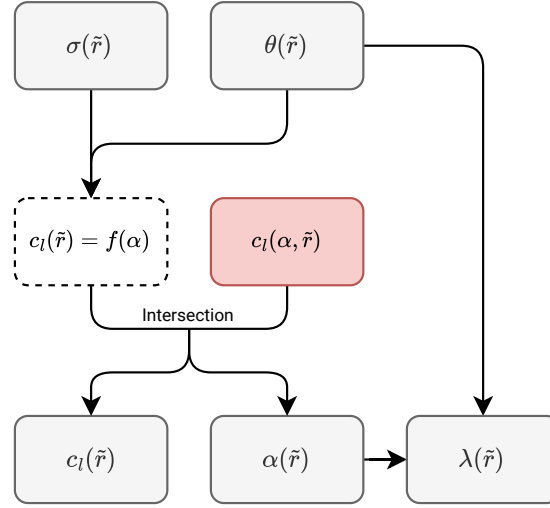 σ(r̃)
θ(r̃)
c_l(r̃) = f(α)
c_l(α, r̃)
Intersection
c_l(r̃)
α(r̃)
λ(r̃)